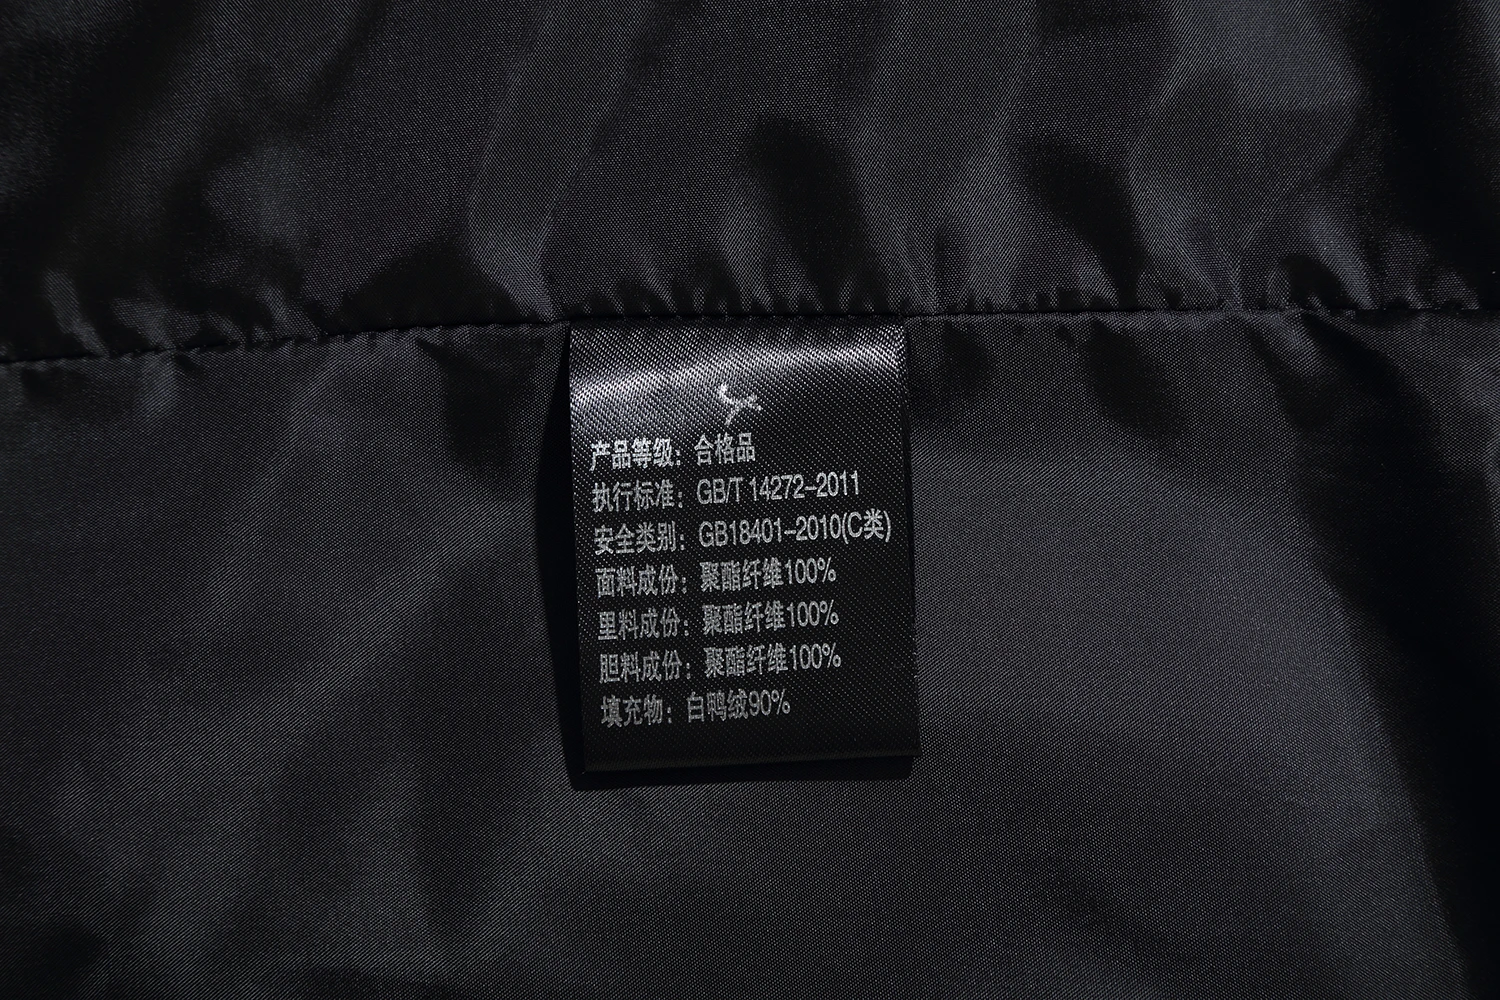 产品等级：合格品
执行标准：GB/T 14272-2011
安全类别：GB18401-2010(C类)
面料成份：聚酯纤维100%
里料成份：聚酯纤维100%
胆料成份：聚酯纤维100%
填充物：白鸭绒90%